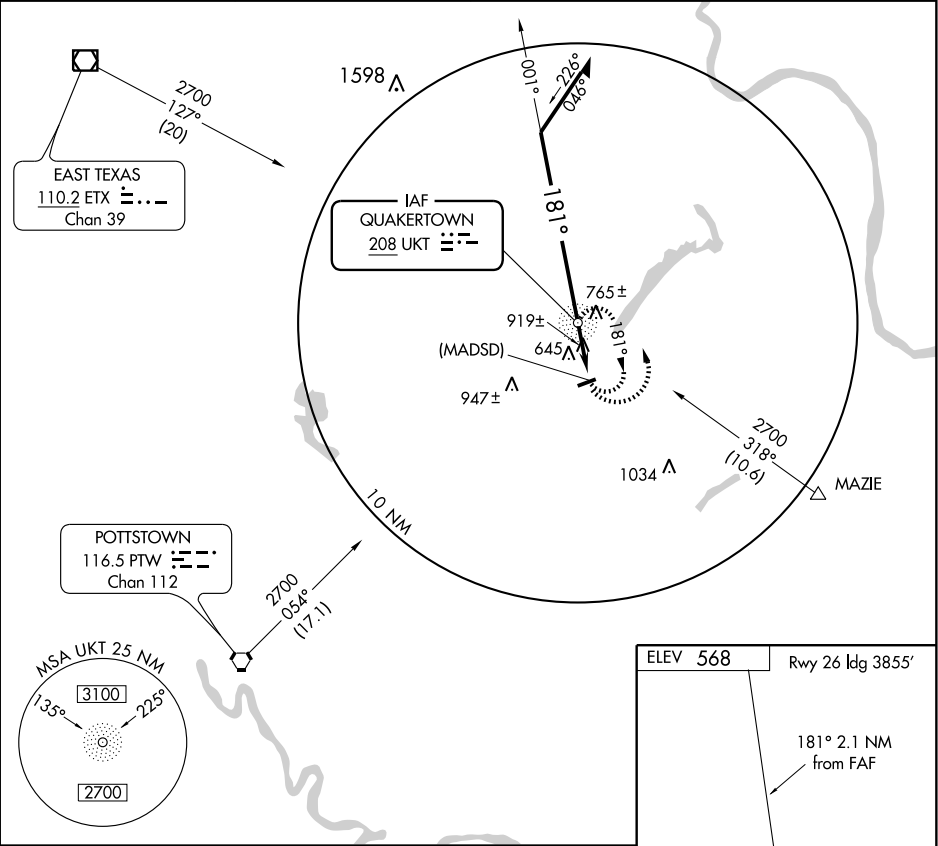 1598
001°
226°
046°
2700
127°
(20)
EAST TEXAS
110.2 ETX
Chan 39
IAF
QUAKERTOWN
208 UKT
181°
765±
919±
181°
(MADSD)
645
947±
2700
318°
(10.6)
1034
MAZIE
10 NM
POTTSTOWN
116.5 PTW
Chan 112
2700
054°
(17.1)
MSA UKT 25 NM
3100
135°
225°
2700
ELEV 568
Rwy 26 ldg 3855'
181° 2.1 NM
from FAF